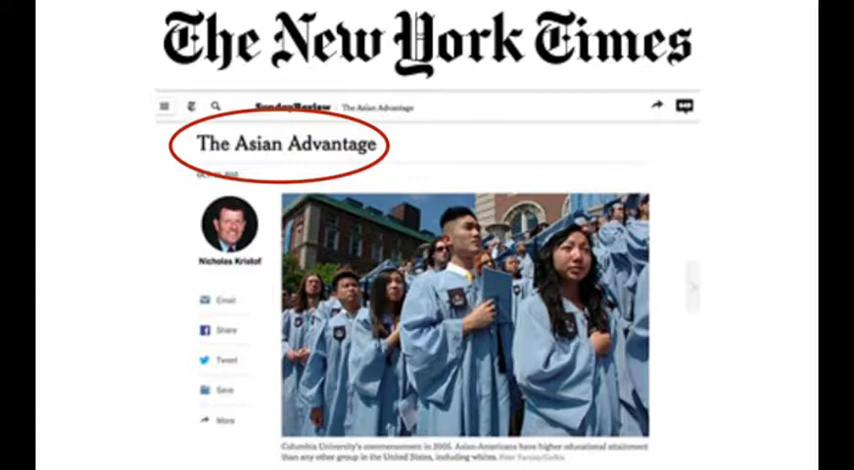 The New York Times
SundayReview | The Asian Advantage
The Asian Advantage
Nicholas Kristof
Email
Share
Tweet
Save
More
Columbia University's commencement in 2005. Asian-Americans have higher educational attainment
than any other group in the United States, including whites.